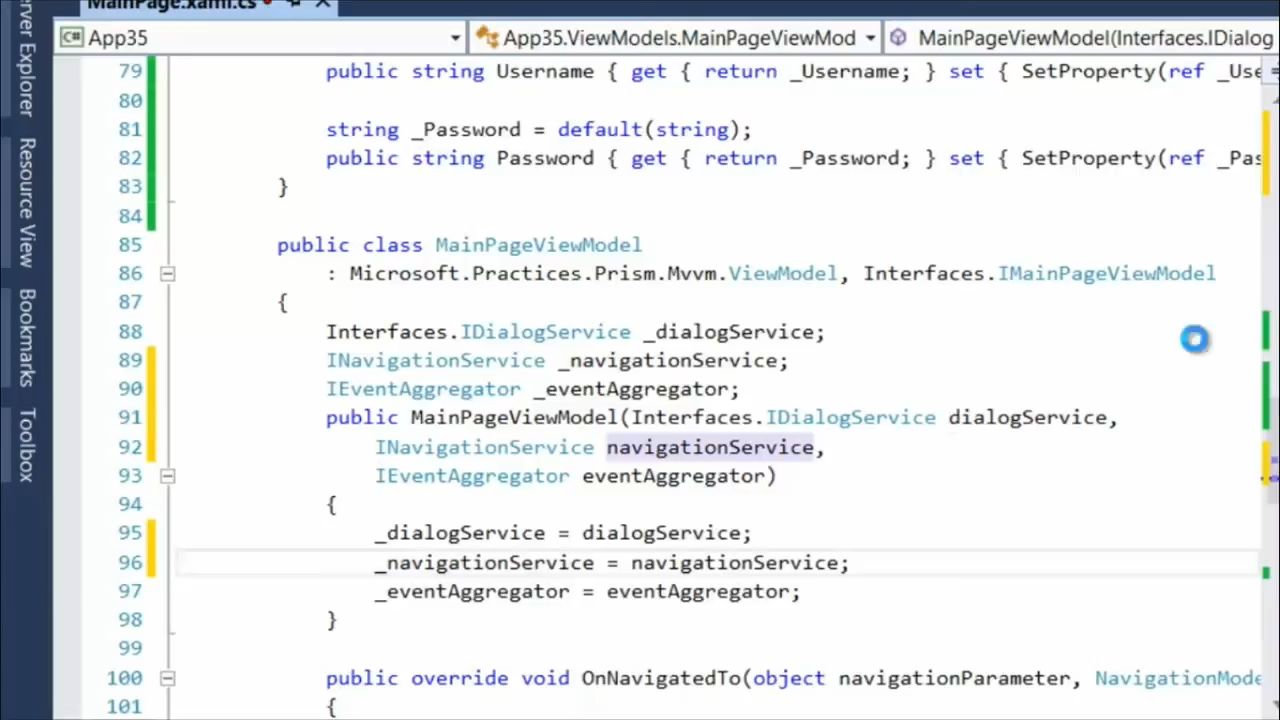 MainPage.xaml.cs
App35 App35.ViewModels.MainPageViewMod MainPageViewModel(Interfaces.IDialog
erver Explorer
Resource View
Bookmarks
Toolbox
79 public string Username { get { return _Username; } set { SetProperty(ref _Use
80
81 string _Password = default(string);
82 public string Password { get { return _Password; } set { SetProperty(ref _Pas
83 }
84
85 public class MainPageViewModel
86 : Microsoft.Practices.Prism.Mvvm.ViewModel, Interfaces.IMainPageViewModel
87 {
88 Interfaces.IDialogService _dialogService;
89 INavigationService _navigationService;
90 IEventAggregator _eventAggregator;
91 public MainPageViewModel(Interfaces.IDialogService dialogService,
92 INavigationService navigationService,
93 IEventAggregator eventAggregator)
94 {
95 _dialogService = dialogService;
96 _navigationService = navigationService;
97 _eventAggregator = eventAggregator;
98 }
99
100 public override void OnNavigatedTo(object navigationParameter, NavigationMode
101 {